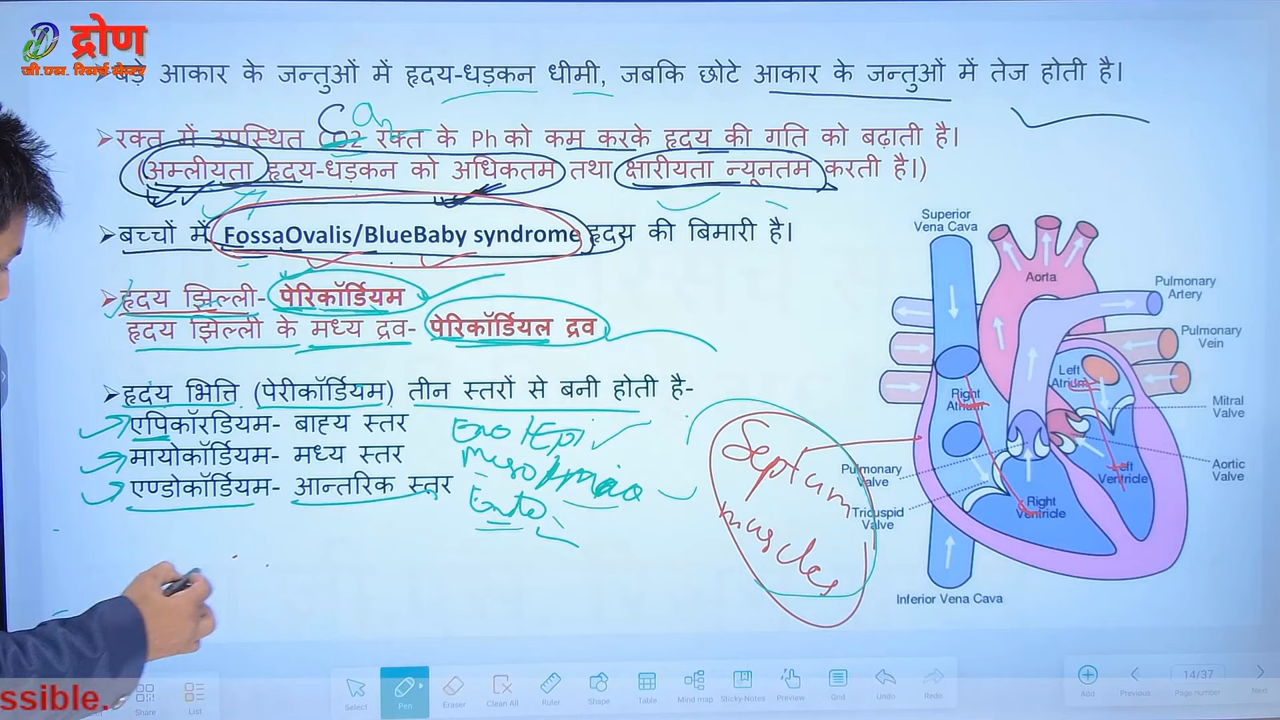 द्रोण
जी.एस. रिसर्च सेन्टर
बड़े आकार के जन्तुओं में हृदय-धड़कन धीमी, जबकि छोटे आकार के जन्तुओं में तेज होती है।
रक्त में उपस्थित CO2 रक्त के Ph को कम करके हृदय की गति को बढ़ाती है।
(अम्लीयता हृदय-धड़कन को अधिकतम तथा क्षारीयता न्यूनतम करती है।)
बच्चों में FossaOvalis/BlueBaby syndrome हृदय की बिमारी है।
हृदय झिल्ली- पेरिकॉर्डियम
हृदय झिल्ली के मध्य द्रव- पेरिकॉर्डियल द्रव
हृदय भित्ति (पेरीकॉर्डियम) तीन स्तरों से बनी होती है-
एपिकॉरडियम- बाह्य स्तर
मायोकॉर्डियम- मध्य स्तर
एण्डोकॉर्डियम- आन्तरिक स्तर
Septum
muscles
Superior
Vena Cava
Aorta
Pulmonary
Artery
Pulmonary
Vein
Left
Atrium
Right
Atrium
Mitral
Valve
Pulmonary
Valve
Aortic
Valve
Left
Ventricle
Right
Ventricle
Tricuspid
Valve
Inferior Vena Cava
ssible.
Share
List
Select
Pen
Eraser
Clean All
Ruler
Shape
Table
Mind map
Sticky Notes
Preview
Grid
Undo
Redo
Add
Previous
14/37
Page number
Next